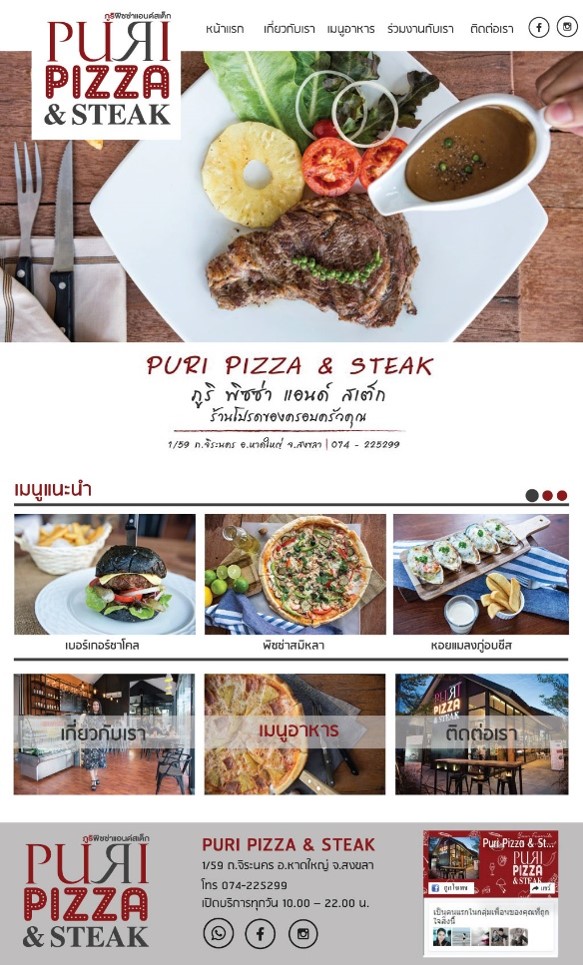 ภูริพิซซ่าแอนด์สเต็ก
PURI
PIZZA
& STEAK
หน้าแรก เกี่ยวกับเรา เมนูอาหาร ร่วมงานกับเรา ติดต่อเรา
PURI PIZZA & STEAK
ภูริ พิซซ่า แอนด์ สเต็ก
ร้านโปรดของครอบครัวคุณ
1/59 ถ.จิระนคร อ.หาดใหญ่ จ.สงขลา | 074 - 225299
เมนูแนะนำ
เบอร์เกอร์ชาโคล พิซซ่าสมิหลา หอยแมลงภู่อบชีส
เกี่ยวกับเรา เมนูอาหาร ติดต่อเรา
PURI
PIZZA
& STEAK
ภูริพิซซ่าแอนด์สเต็ก
PURI
PIZZA
& STEAK
PURI PIZZA & STEAK
1/59 ถ.จิระนคร อ.หาดใหญ่ จ.สงขลา
โทร 074-225299
เปิดบริการทุกวัน 10.00 – 22.00 น.
Puri Pizza & St...
PURI
PIZZA
& STEAK
ถูกใจเพจ แชร์
เป็นคนแรกในกลุ่มเพื่อนของคุณที่ถูก
ใจสิ่งนี้